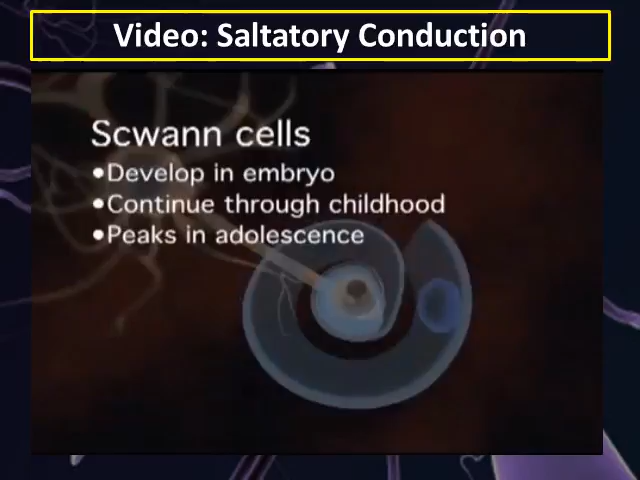 Video: Saltatory Conduction
Scwann cells
•Develop in embryo
•Continue through childhood
•Peaks in adolescence